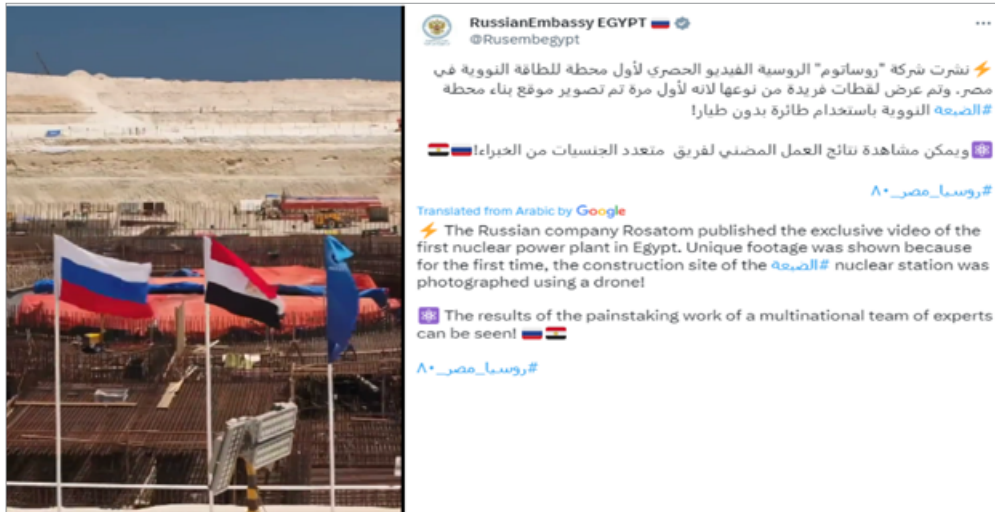 RussianEmbassy EGYPT 🇷🇺
@Rusembegypt
⚡ نشرت شركة "روساتوم" الروسية الفيديو الحصري لأول محطة للطاقة النووية في
مصر. وتم عرض لقطات فريدة من نوعها لانه لأول مرة تم تصوير موقع بناء محطة
#الضبعة النووية باستخدام طائرة بدون طيار!
⚛ويمكن مشاهدة نتائج العمل المضني لفريق متعدد الجنسيات من الخبراء!🇷🇺🇪🇬
#روسيا_مصر_٨٠
Translated from Arabic by Google
⚡ The Russian company Rosatom published the exclusive video of the
first nuclear power plant in Egypt. Unique footage was shown because
for the first time, the construction site of the #الضبعة nuclear station was
photographed using a drone!
⚛ The results of the painstaking work of a multinational team of experts
can be seen! 🇷🇺🇪🇬
#روسيا_مصر_٨٠